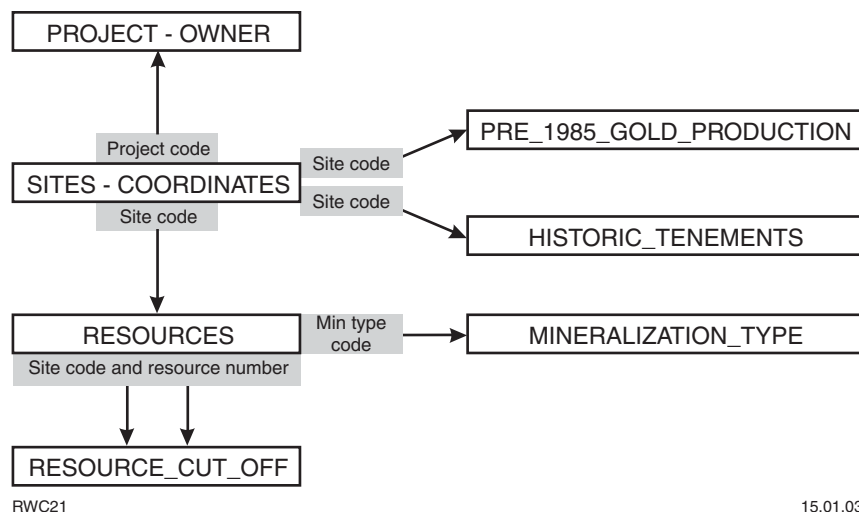 PROJECT - OWNER
Project code
SITES - COORDINATES
Site code
Site code
PRE_1985_GOLD_PRODUCTION
Site code
HISTORIC_TENEMENTS
RESOURCES
Min type
code
MINERALIZATION_TYPE
Site code and resource number
RESOURCE_CUT_OFF
RWC21
15.01.03